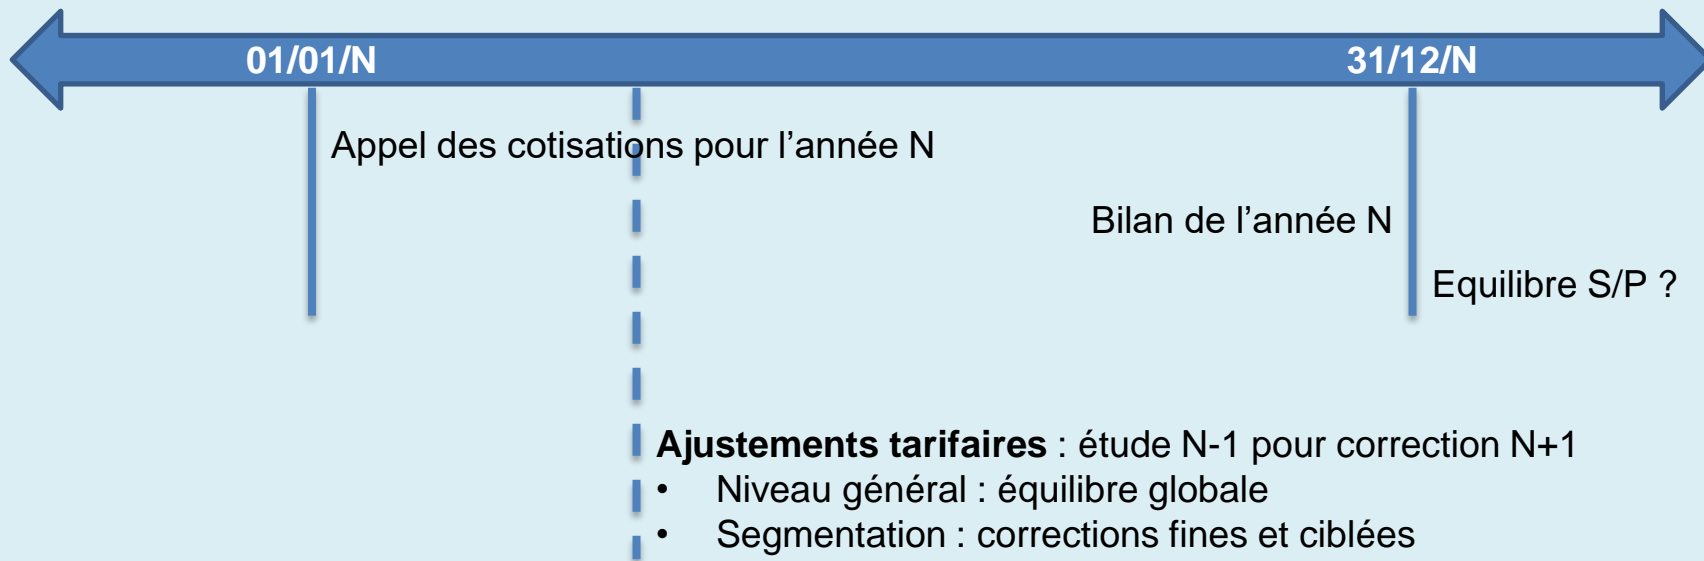 01/01/N
31/12/N
Appel des cotisations pour l’année N
Bilan de l’année N
Equilibre S/P ?
Ajustements tarifaires : étude N-1 pour correction N+1
• Niveau général : équilibre globale
• Segmentation : corrections fines et ciblées